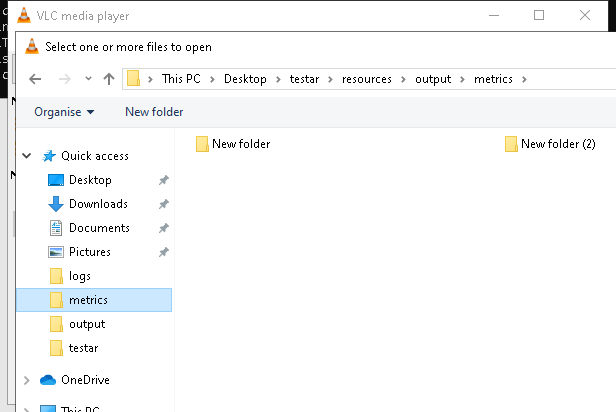 VLC media player
Select one or more files to open
This PC > Desktop > testar > resources > output > metrics >
Organise New folder
New folder New folder (2)
Quick access
Desktop
Downloads
Documents
Pictures
logs
metrics
output
testar
OneDrive
This PC